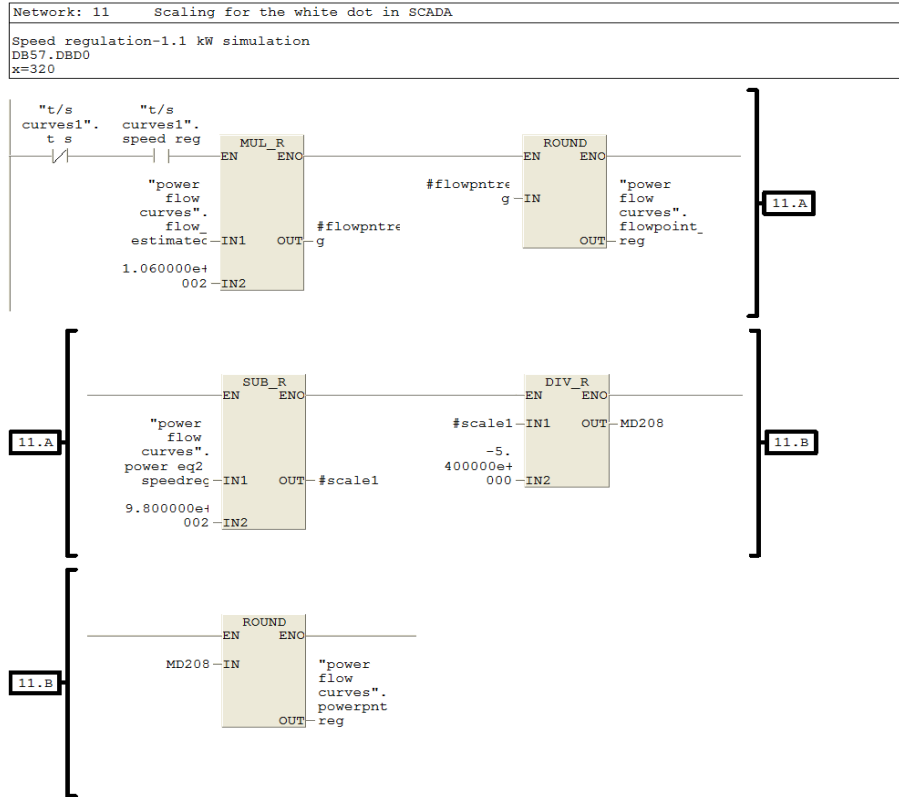 Network: 11 Scaling for the white dot in SCADA
Speed regulation-1.1 kW simulation
DB57.DBD0
x=320
"t/s
curves1".
t s
"t/s
curves1".
speed reg
MUL_R
EN ENO
"power
flow
curves".
flow_
estimated
IN1 OUT
#flowpntre
g
1.060000e+
002
IN2
ROUND
EN ENO
#flowpntre
g
IN
OUT
"power
flow
curves".
flowpoint_
reg
11.A
11.A
SUB_R
EN ENO
"power
flow
curves".
power eq2
speedreg
IN1 OUT
#scale1
9.800000e+
002
IN2
DIV_R
EN ENO
#scale1
IN1 OUT
MD208
-5.
400000e+
000
IN2
11.B
11.B
ROUND
EN ENO
MD208
IN
OUT
"power
flow
curves".
powerpnt
reg